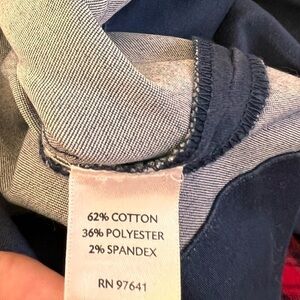 62% COTTON
36% POLYESTER
2% SPANDEX
RN 97641